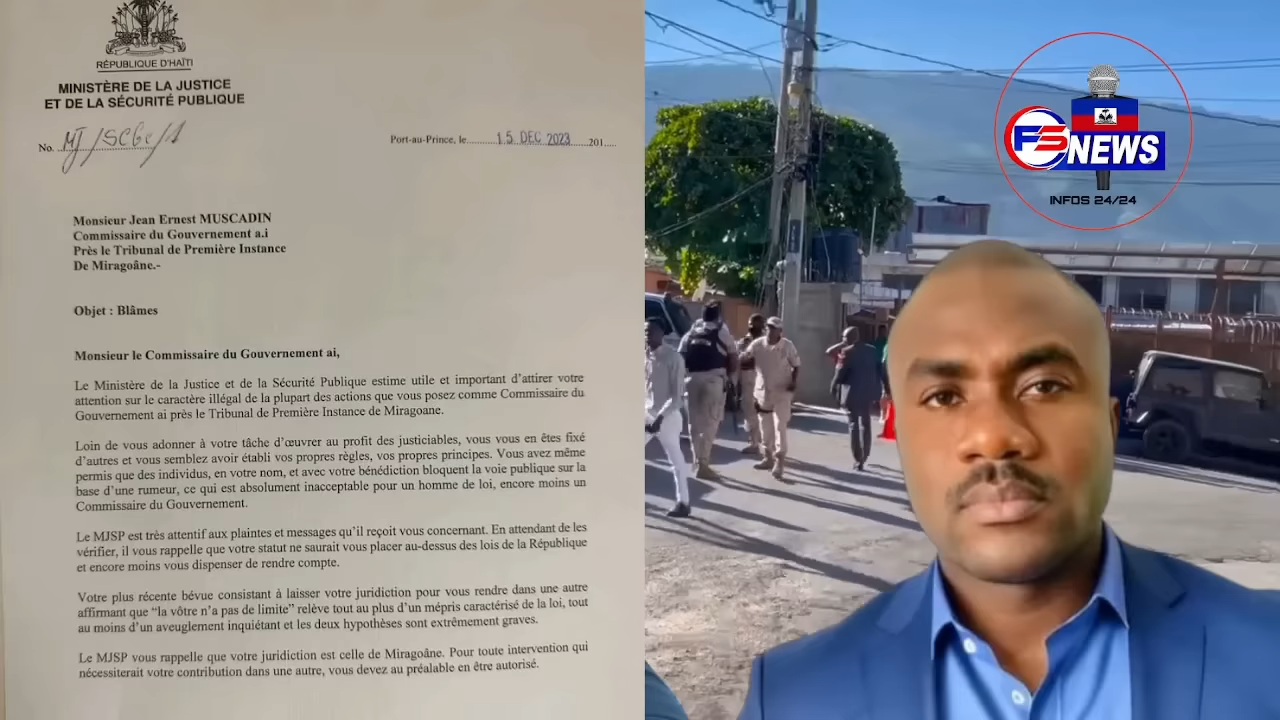 RÉPUBLIQUE D'HAÏTI
MINISTÈRE DE LA JUSTICE
ET DE LA SÉCURITÉ PUBLIQUE
No. MJ/SCGe/1
Port-au-Prince, le 15 DEC 2023 201....
Monsieur Jean Ernest MUSCADIN
Commissaire du Gouvernement a.i
Près le Tribunal de Première Instance
De Miragoâne.-
Objet : Blâmes
Monsieur le Commissaire du Gouvernement ai,
Le Ministère de la Justice et de la Sécurité Publique estime utile et important d'attirer votre
attention sur le caractère illégal de la plupart des actions que vous posez comme Commissaire du
Gouvernement ai près le Tribunal de Première Instance de Miragoane.
Loin de vous adonner à votre tâche d'œuvrer au profit des justiciables, vous vous en êtes fixé
d'autres et vous semblez avoir établi vos propres règles, vos propres principes. Vous avez même
permis que des individus, en votre nom, et avec votre bénédiction bloquent la voie publique sur la
base d'une rumeur, ce qui est absolument inacceptable pour un homme de loi, encore moins un
Commissaire du Gouvernement.
Le MJSP est très attentif aux plaintes et messages qu'il reçoit vous concernant. En attendant de les
vérifier, il vous rappelle que votre statut ne saurait vous placer au-dessus des lois de la République
et encore moins vous dispenser de rendre compte.
Votre plus récente bévue consistant à laisser votre juridiction pour vous rendre dans une autre
affirmant que "la vôtre n'a pas de limite" relève tout au plus d'un mépris caractérisé de la loi, tout
au moins d'un aveuglement inquiétant et les deux hypothèses sont extrêmement graves.
Le MJSP vous rappelle que votre juridiction est celle de Miragoâne. Pour toute intervention qui
nécessiterait votre contribution dans une autre, vous devez au préalable en être autorisé.
FS NEWS
INFOS 24/24